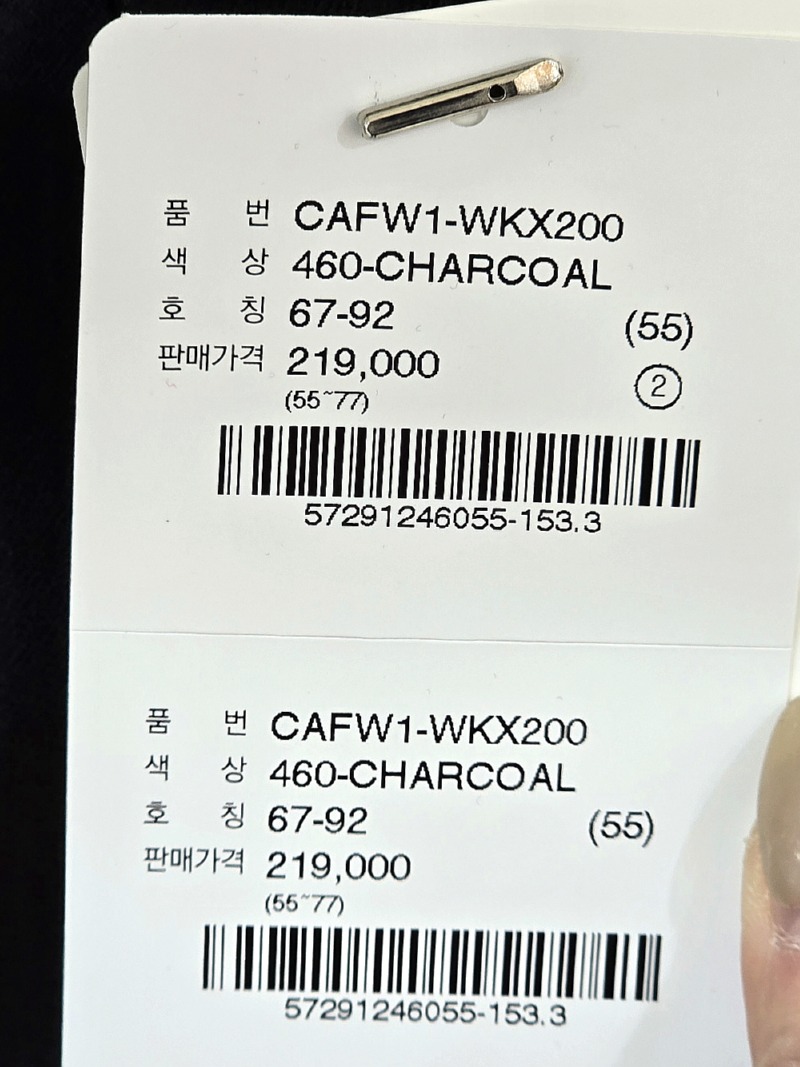 품 번 CAFW1-WKX200
색 상 460-CHARCOAL
호 칭 67-92 (55)
판매가격 219,000 ②
(55~77)
57291246055-153.3
품 번 CAFW1-WKX200
색 상 460-CHARCOAL
호 칭 67-92 (55)
판매가격 219,000
(55~77)
57291246055-153.3